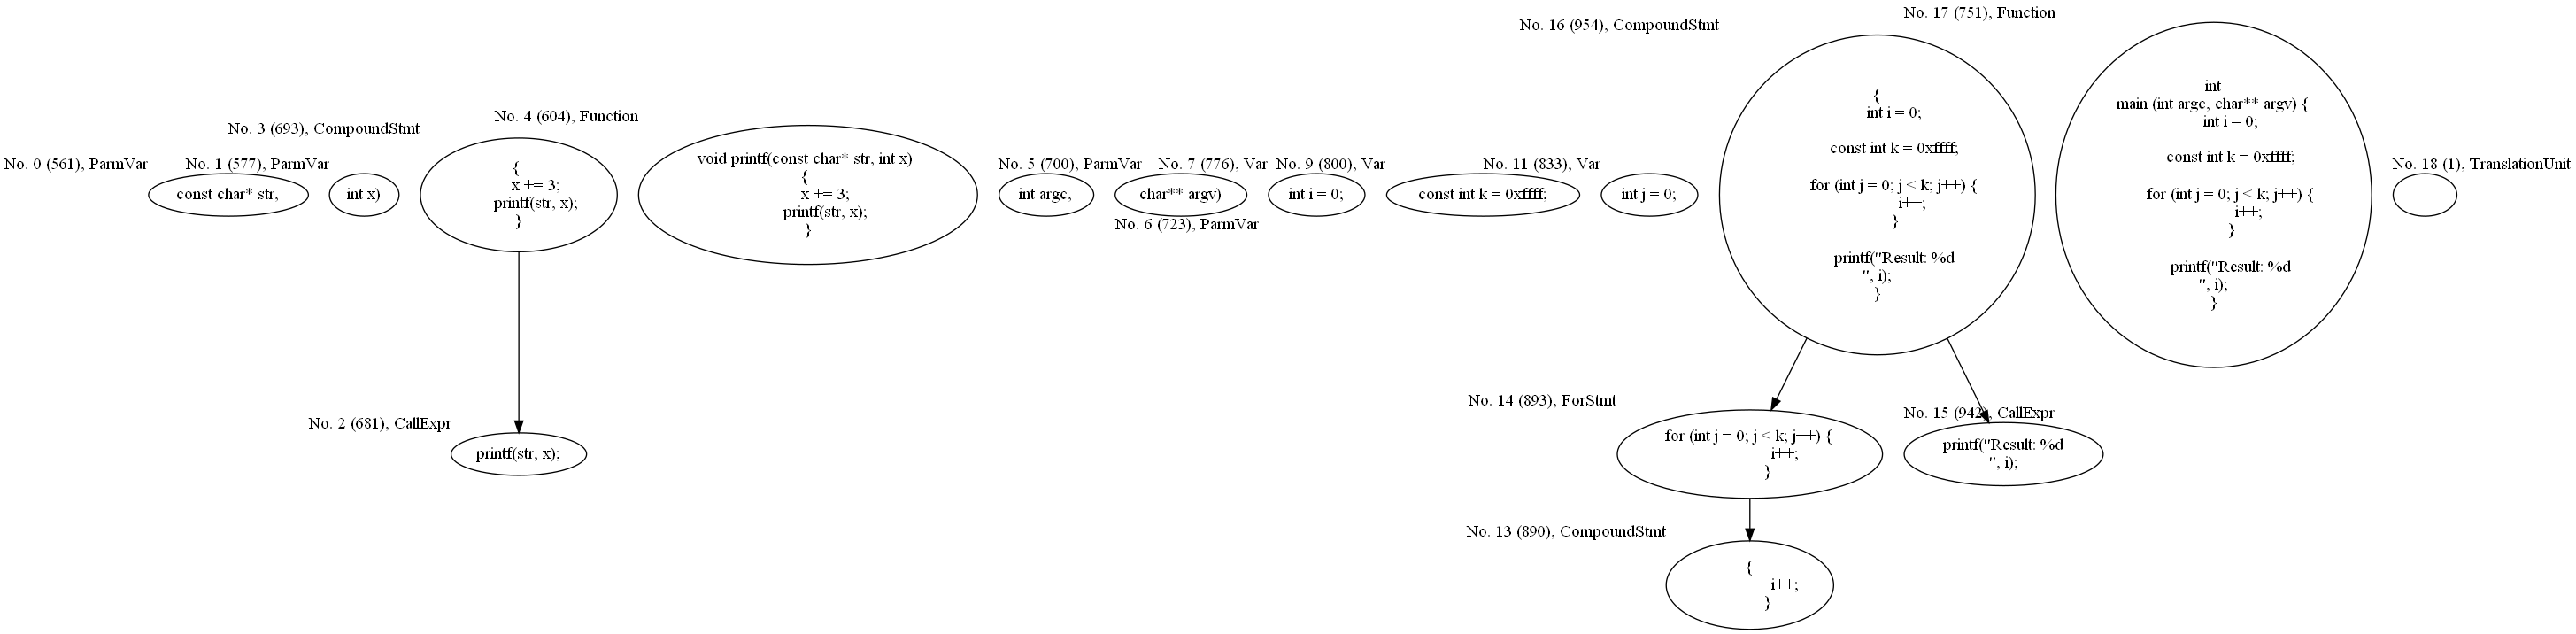 No. 0 (561), ParmVar
const char* str,
No. 1 (577), ParmVar
int x)
No. 3 (693), CompoundStmt
{
x += 3;
printf(str, x);
}
No. 2 (681), CallExpr
printf(str, x);
No. 4 (604), Function
void printf(const char* str, int x)
{
x += 3;
printf(str, x);
}
No. 5 (700), ParmVar
int argc,
No. 6 (723), ParmVar
char** argv)
No. 7 (776), Var
int i = 0;
No. 9 (800), Var
const int k = 0xffff;
No. 11 (833), Var
int j = 0;
No. 16 (954), CompoundStmt
{
int i = 0;
const int k = 0xffff;
for (int j = 0; j < k; j++) {
i++;
}
printf("Result: %d
", i);
}
No. 14 (893), ForStmt
for (int j = 0; j < k; j++) {
i++;
}
No. 13 (890), CompoundStmt
{
i++;
}
No. 15 (942), CallExpr
printf("Result: %d
", i);
No. 17 (751), Function
int
main (int argc, char** argv) {
int i = 0;
const int k = 0xffff;
for (int j = 0; j < k; j++) {
i++;
}
printf("Result: %d
", i);
}
No. 18 (1), TranslationUnit